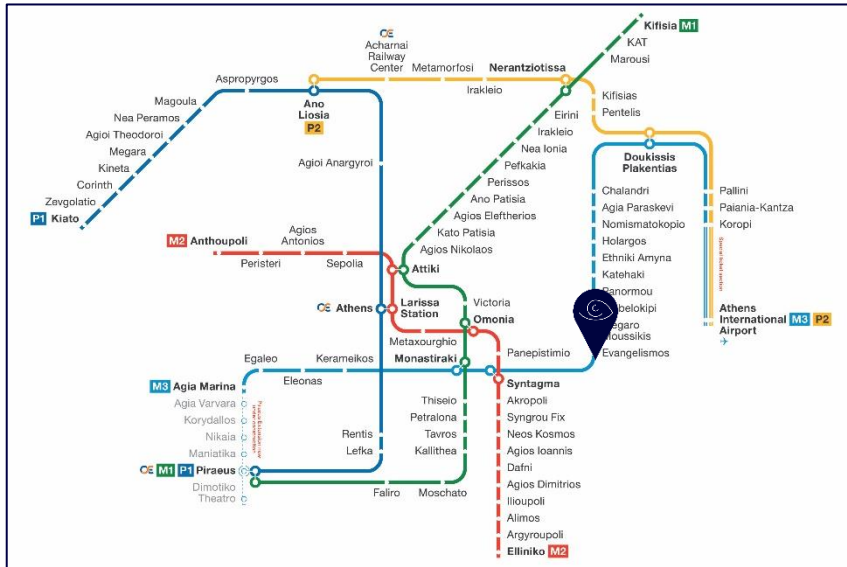 Kifisia M1
KAT
Marousi
OE
Acharnai
Railway
Center
Metamorfosi
Nerantziotissa
Irakleio
Aspropyrgos
Magoula
Nea Peramos
Agioi Theodoroi
Megara
Kineta
Corinth
Zevgolatio
P1 Kiato
Ano
Liosia
P2
Kifisias
Pentelis
Eirini
Irakleio
Nea Ionia
Pefkakia
Perissos
Ano Patisia
Agios Eleftherios
Kato Patisia
Agios Nikolaos
Doukissis
Plakentias
Agioi Anargyroi
Chalandri
Agia Paraskevi
Nomismatokopio
Holargos
Ethniki Amyna
Katehaki
Panormou
Pallini
Paiania-Kantza
Koropi
Athens
International
Airport
M3 P2
M2 Anthoupoli
Agios
Antonios
Peristeri
Sepolia
Attiki
OE Athens
Larissa
Station
Victoria
Omonia
Metaxourghio
Panepistimio
Evangelismos
Egaleo
Kerameikos
Monastiraki
Eleonas
M3 Agia Marina
Syntagma
Agia Varvara
Korydallos
Nikaia
Maniatika
OE M1 P1 Piraeus
Dimotiko
Theatro
Rentis
Lefka
Thiseio
Petralona
Tavros
Kallithea
Faliro
Moschato
Akropoli
Syngrou Fix
Neos Kosmos
Agios Ioannis
Dafni
Agios Dimitrios
Ilioupoli
Alimos
Argyroupoli
Elliniko M2